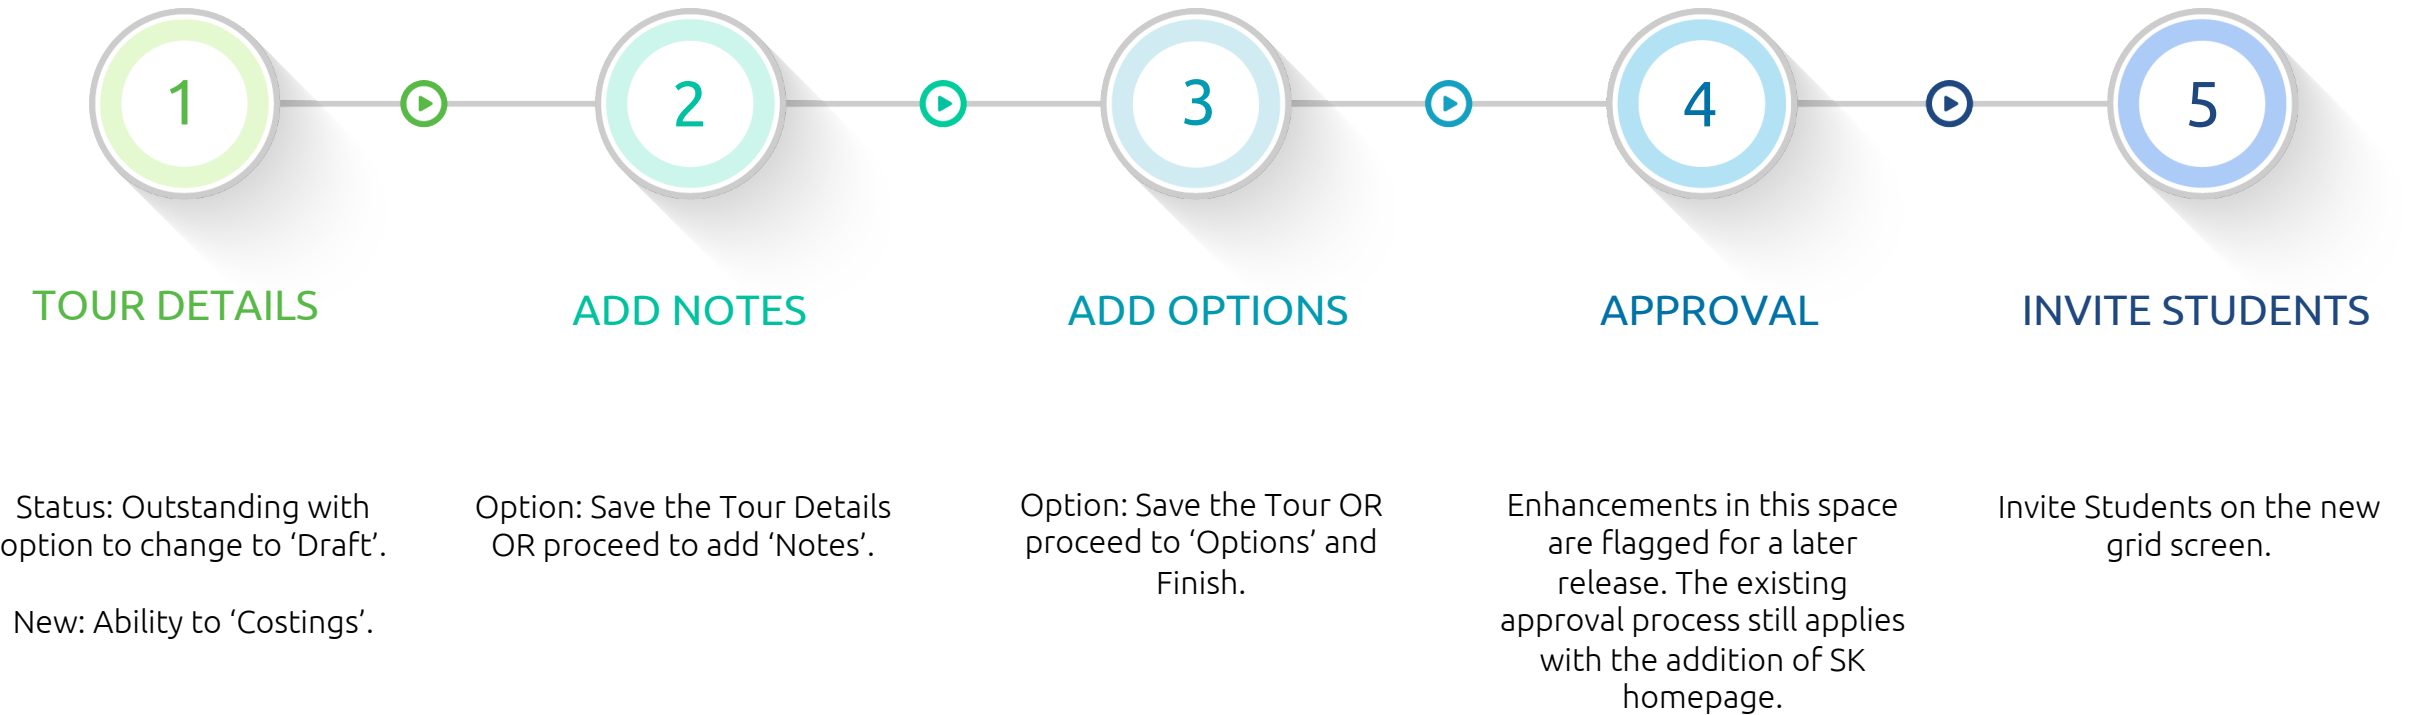 1
2
3
4
5
TOUR DETAILS
ADD NOTES
ADD OPTIONS
APPROVAL
INVITE STUDENTS
Status: Outstanding with
option to change to ‘Draft’.
New: Ability to ‘Costings’.
Option: Save the Tour Details
OR proceed to add ‘Notes’.
Option: Save the Tour OR
proceed to ‘Options’ and
Finish.
Enhancements in this space
are flagged for a later
release. The existing
approval process still applies
with the addition of SK
homepage.
Invite Students on the new
grid screen.